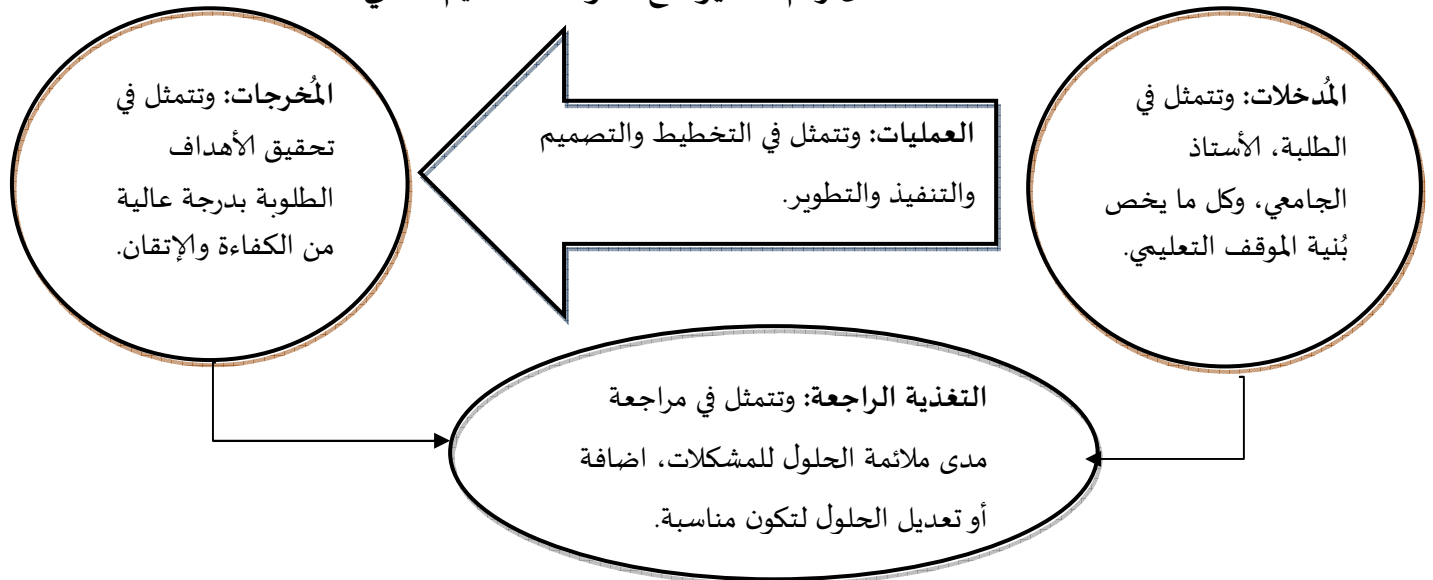 المُدخلات: وتتمثل في
الطلبة، الأستاذ
الجامعي، وكل ما يخص
بُنية الموقف التعليمي.
العمليات: وتتمثل في التخطيط والتصميم
والتنفيذ والتطوير.
المُخرجات: وتتمثل في
تحقيق الأهداف
الطلوبة بدرجة عالية
من الكفاءة والإتقان.
التغذية الراجعة: وتتمثل في مراجعة
مدى ملائمة الحلول للمشكلات، اضافة
أو تعديل الحلول لتكون مناسبة.